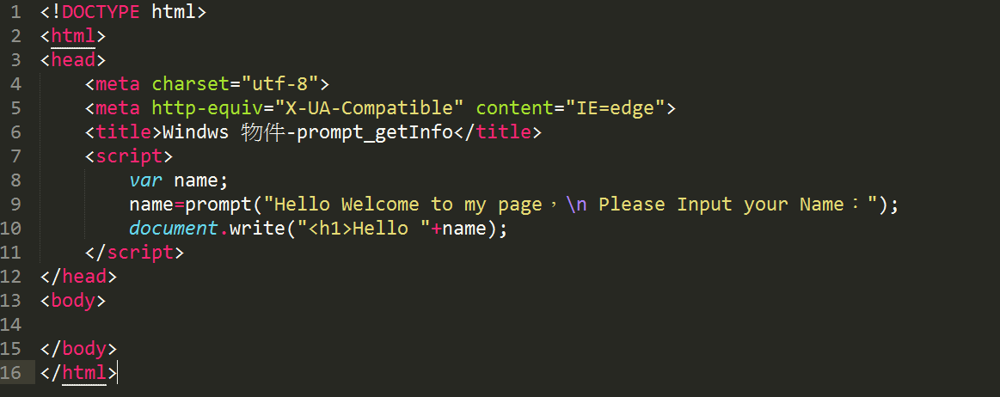 1 <!DOCTYPE html>
2 <html>
3 <head>
4 <meta charset="utf-8">
5 <meta http-equiv="X-UA-Compatible" content="IE=edge">
6 <title>Windws 物件-prompt_getInfo</title>
7 <script>
8 var name;
9 name=prompt("Hello Welcome to my page，\n Please Input your Name：");
10 document.write("<h1>Hello "+name);
11 </script>
12 </head>
13 <body>
14
15 </body>
16 </html>